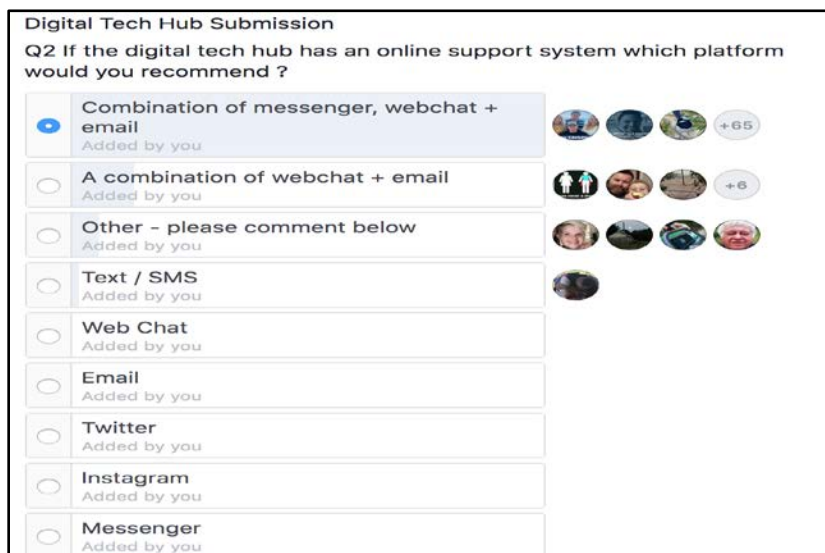 Digital Tech Hub Submission
Q2 If the digital tech hub has an online support system which platform
would you recommend ?
Combination of messenger, webchat +
email
Added by you
+65
A combination of webchat + email
Added by you
+6
Other - please comment below
Added by you
Text / SMS
Added by you
Web Chat
Added by you
Email
Added by you
Twitter
Added by you
Instagram
Added by you
Messenger
Added by you